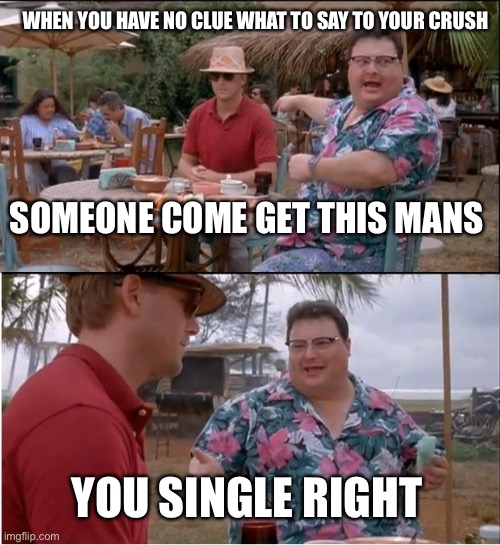 WHEN YOU HAVE NO CLUE WHAT TO SAY TO YOUR CRUSH
SOMEONE COME GET THIS MANS
YOU SINGLE RIGHT
imgflip.com